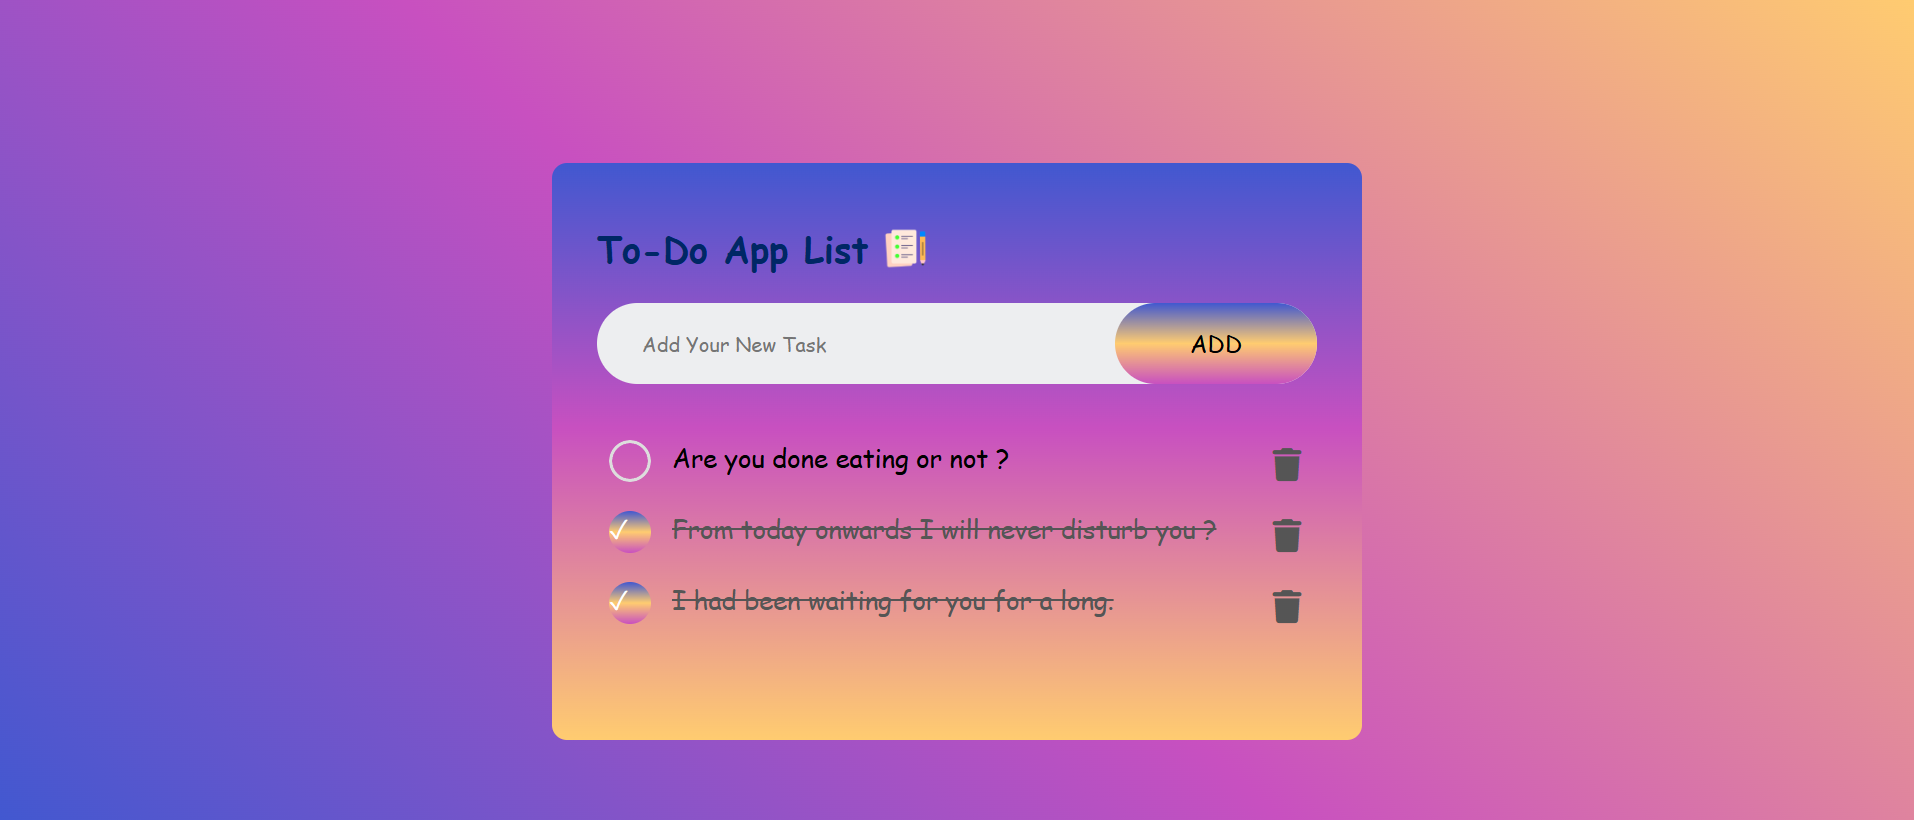 To-Do App List
Add Your New Task
ADD
Are you done eating or not ?
From today onwards I will never disturb you ?
I had been waiting for you for a long.